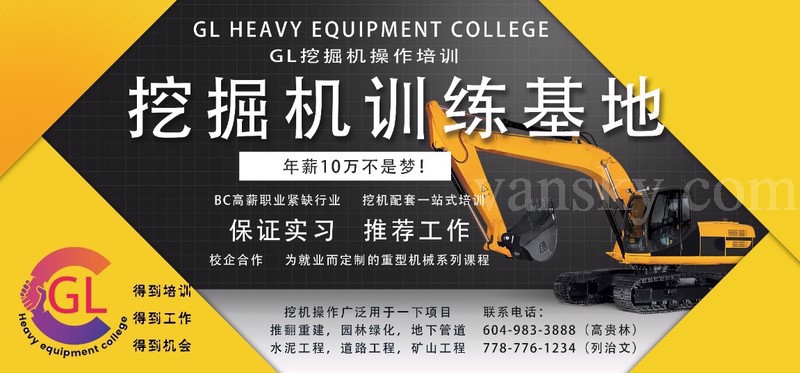 GL HEAVY EQUIPMENT COLLEGE
GL挖掘机操作培训
挖掘机训练基地
年薪10万不是梦!
BC高薪职业紧缺行业 挖机配套一站式培训
保证实习 推荐工作
校企合作 为就业而定制的重型机械系列课程
vansky.com
GL
Heavy equipment college
得到培训
得到工作
得到机会
挖机操作广泛用于一下项目
推翻重建，园林绿化，地下管道
水泥工程，道路工程，矿山工程
联系电话：
604-983-3888（高贵林）
778-776-1234（列治文）